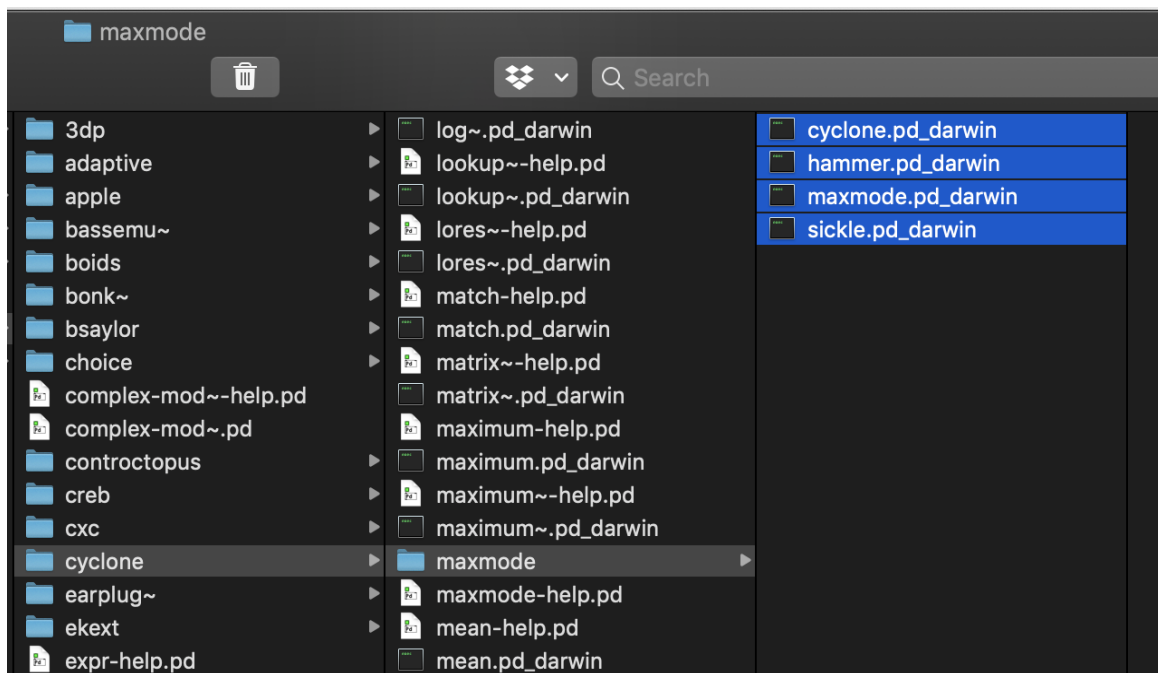 maxmode
Search
3dp
adaptive
apple
bassemu~
boids
bonk~
bsaylor
choice
complex-mod~-help.pd
complex-mod~.pd
controctopus
creb
cxc
cyclone
earplug~
ekext
expr-help.pd
log~.pd_darwin
lookup~-help.pd
lookup~.pd_darwin
lores~-help.pd
lores~.pd_darwin
match-help.pd
match.pd_darwin
matrix~-help.pd
matrix~.pd_darwin
maximum-help.pd
maximum.pd_darwin
maximum~-help.pd
maximum~.pd_darwin
maxmode
maxmode-help.pd
mean-help.pd
mean.pd_darwin
cyclone.pd_darwin
hammer.pd_darwin
maxmode.pd_darwin
sickle.pd_darwin